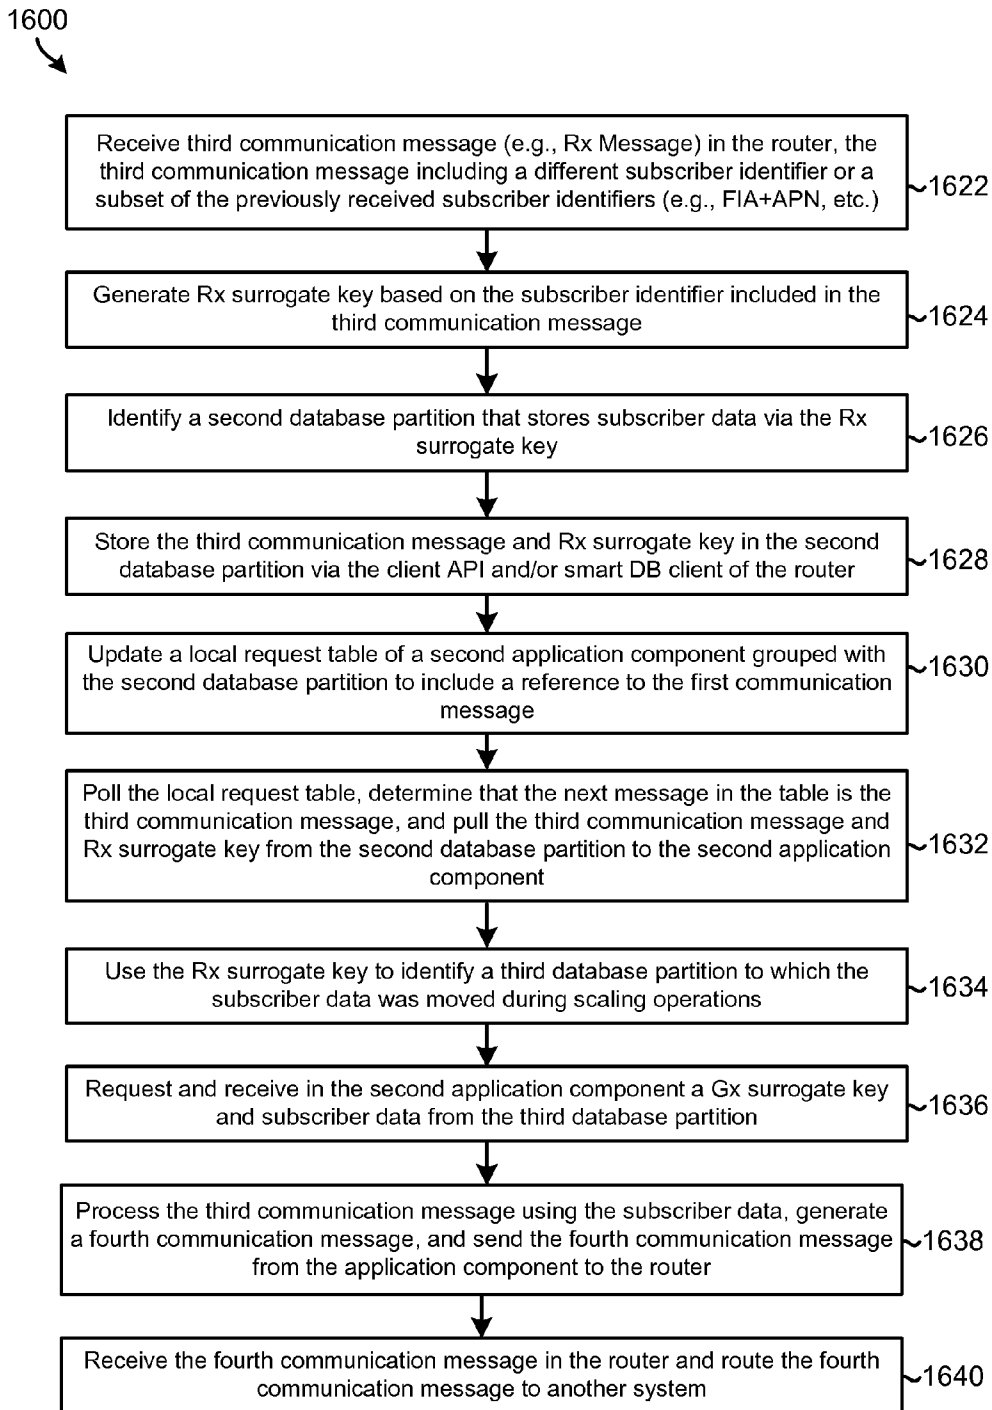 1600
Receive third communication message (e.g., Rx Message) in the router, the
third communication message including a different subscriber identifier or a
subset of the previously received subscriber identifiers (e.g., FIA+APN, etc.)
1622
Generate Rx surrogate key based on the subscriber identifier included in the
third communication message
1624
Identify a second database partition that stores subscriber data via the Rx
surrogate key
1626
Store the third communication message and Rx surrogate key in the second
database partition via the client API and/or smart DB client of the router
1628
Update a local request table of a second application component grouped with
the second database partition to include a reference to the first communication
message
1630
Poll the local request table, determine that the next message in the table is the
third communication message, and pull the third communication message and
Rx surrogate key from the second database partition to the second application
component
1632
Use the Rx surrogate key to identify a third database partition to which the
subscriber data was moved during scaling operations
1634
Request and receive in the second application component a Gx surrogate key
and subscriber data from the third database partition
1636
Process the third communication message using the subscriber data, generate
a fourth communication message, and send the fourth communication message
from the application component to the router
1638
Receive the fourth communication message in the router and route the fourth
communication message to another system
1640